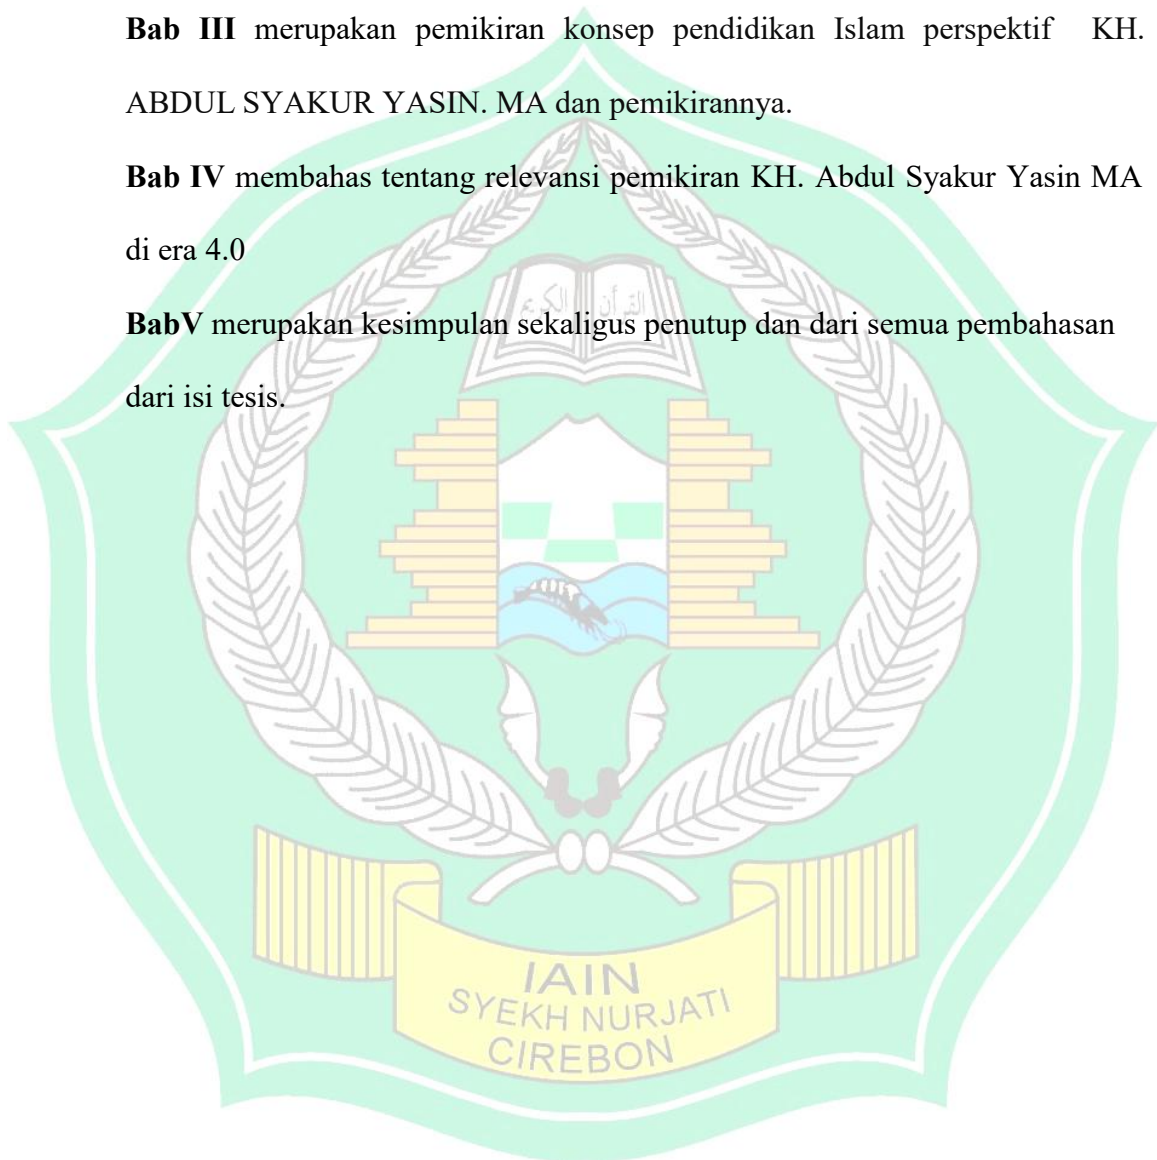 Bab III merupakan pemikiran konsep pendidikan Islam perspektif KH.
ABDUL SYAKUR YASIN. MA dan pemikirannya.
Bab IV membahas tentang relevansi pemikiran KH. Abdul Syakur Yasin MA
di era 4.0
القرآن الكريم
BabV merupakan kesimpulan sekaligus penutup dan dari semua pembahasan
dari isi tesis.
IAIN
SYEKH NURJATI
CIREBON